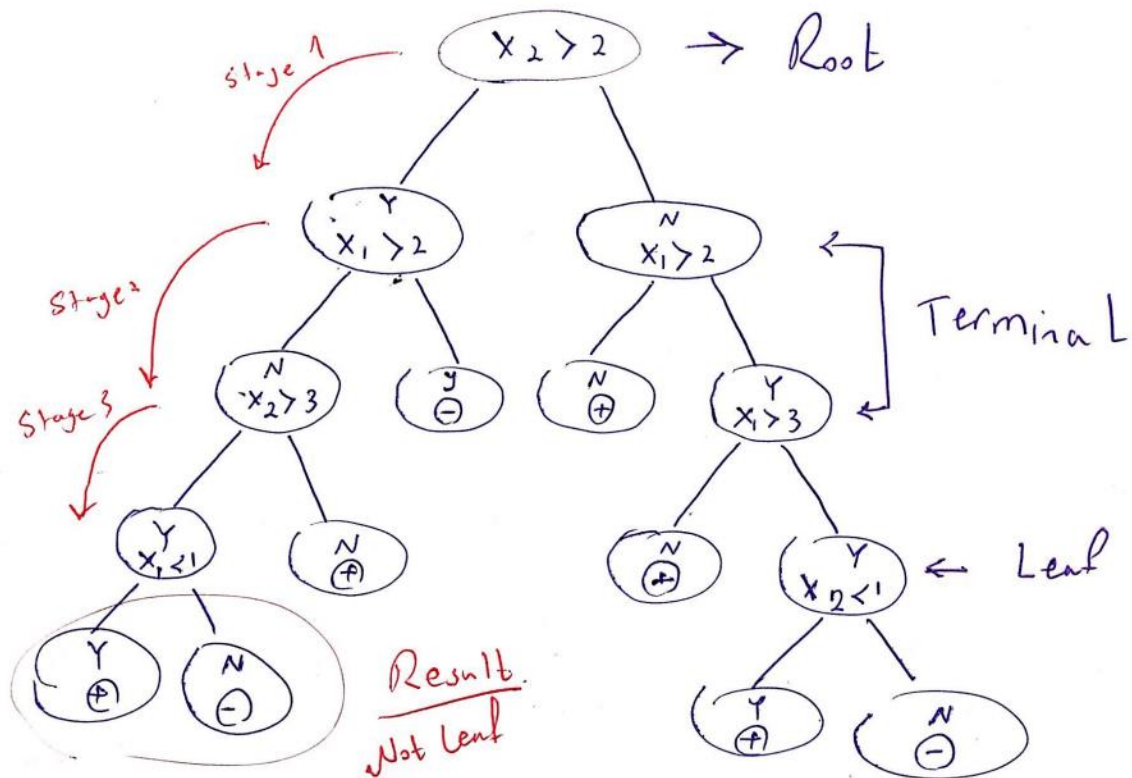 X₂ > 2 → Root
Stage 1
Y
X₁ > 2
N
X₁ > 2
Stage 2
Terminal
N
X₂ > 3
y
⊖
N
⊕
Y
X₁ > 3
Stage 3
Y
X₁ < 1
N
⊕
N
⊕
Y
X₂ < 1
← Leaf
Y
⊕
N
⊖
Result
Not Leaf
Y
⊕
N
⊖